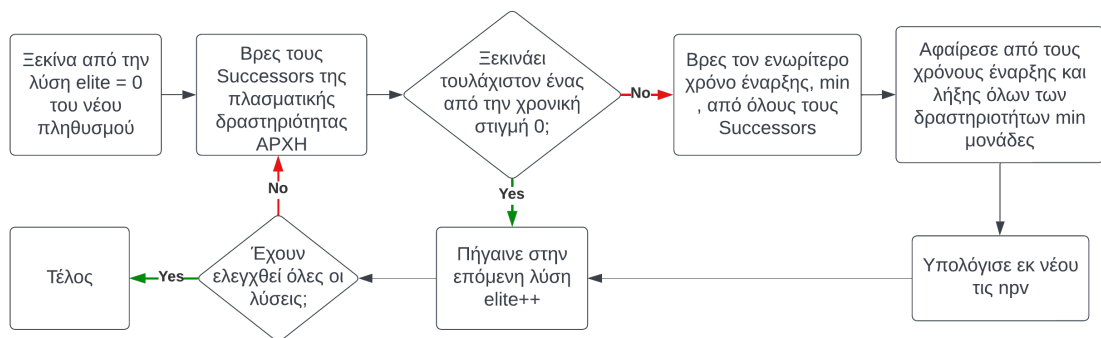 Ξεκίνα από την
λύση elite = 0
του νέου
πληθυσμού
Βρες τους
Successors της
πλασματικής
δραστηριότητας
ΑΡΧΗ
Ξεκινάει
τουλάχιστον ένας
από την χρονική
στιγμή 0;
No
Βρες τον ενωρίτερο
χρόνο έναρξης, min
, από όλους τους
Successors
Αφαίρεσε από τους
χρόνους έναρξης και
λήξης όλων των
δραστηριοτήτων min
μονάδες
No
Yes
Τέλος
Yes
Έχουν
ελεγχθεί όλες οι
λύσεις;
Πήγαινε στην
επόμενη λύση
elite++
Υπολόγισε εκ νέου
τις npv